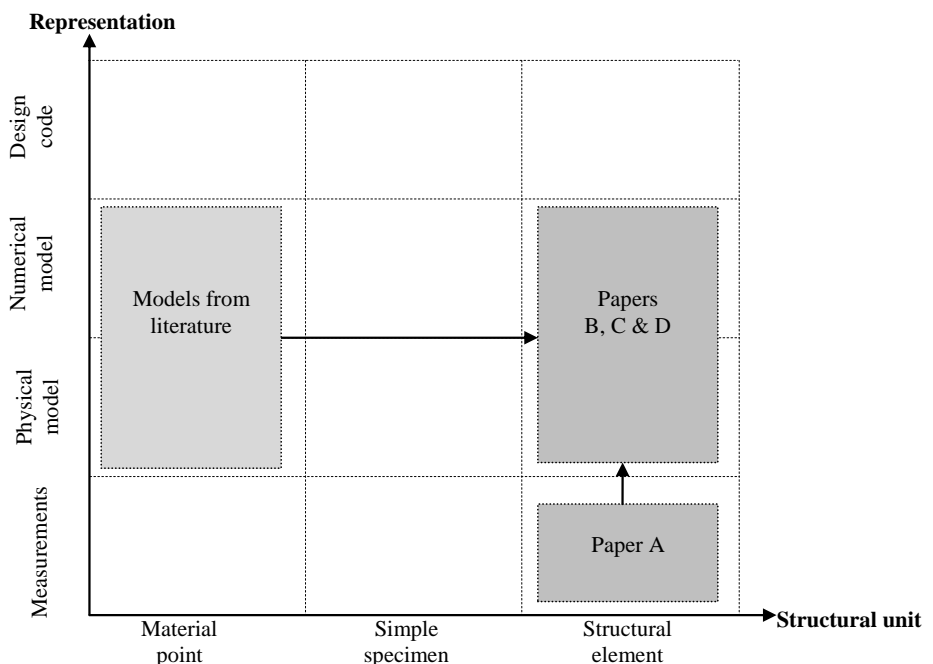 Representation
Design
code
Numerical
model
Models from
literature
Papers
B, C & D
Physical
model
Measurements
Paper A
Structural unit
Material
point
Simple
specimen
Structural
element